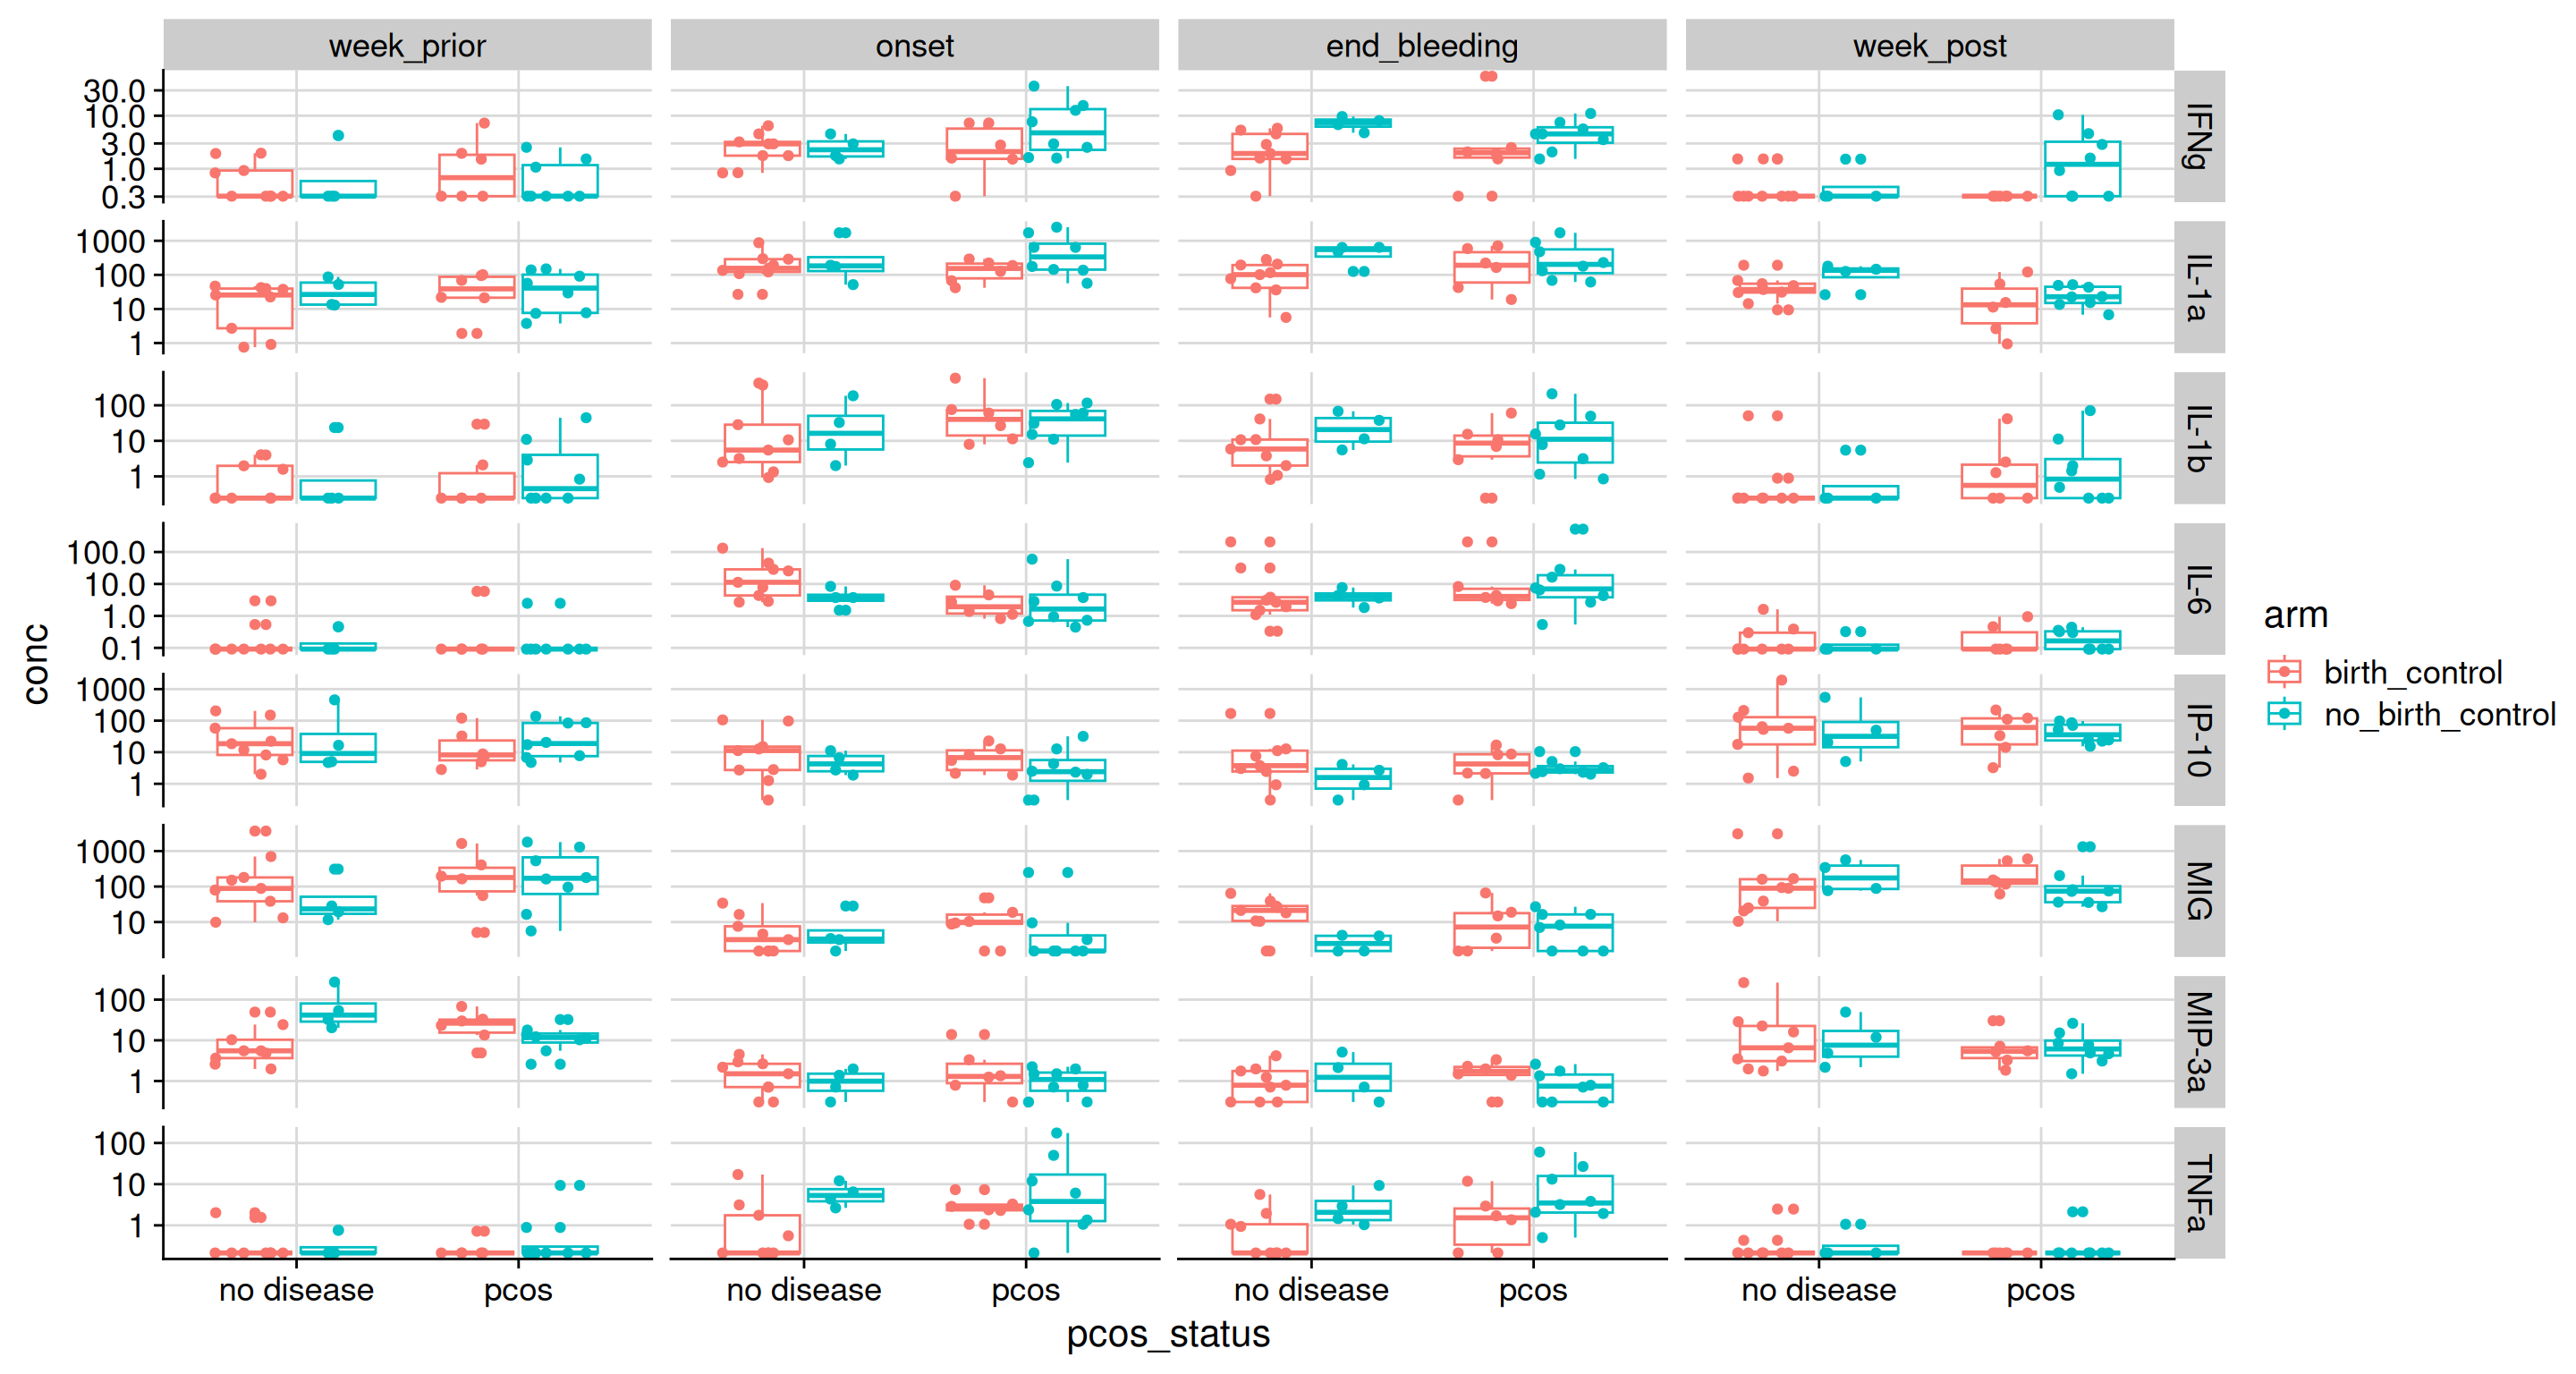 week_prior onset end_bleeding week_post
30.0
10.0
3.0
1.0
0.3
IFNg
1000
100
10
1
IL-1a
100
10
1
IL-1b
100.0
10.0
1.0
0.1
IL-6
1000
100
10
1
IP-10
1000
100
10
MIG
100
10
1
MIP-3a
100
10
1
TNFa
conc
no disease pcos no disease pcos no disease pcos no disease pcos
pcos_status
arm
birth_control
no_birth_control